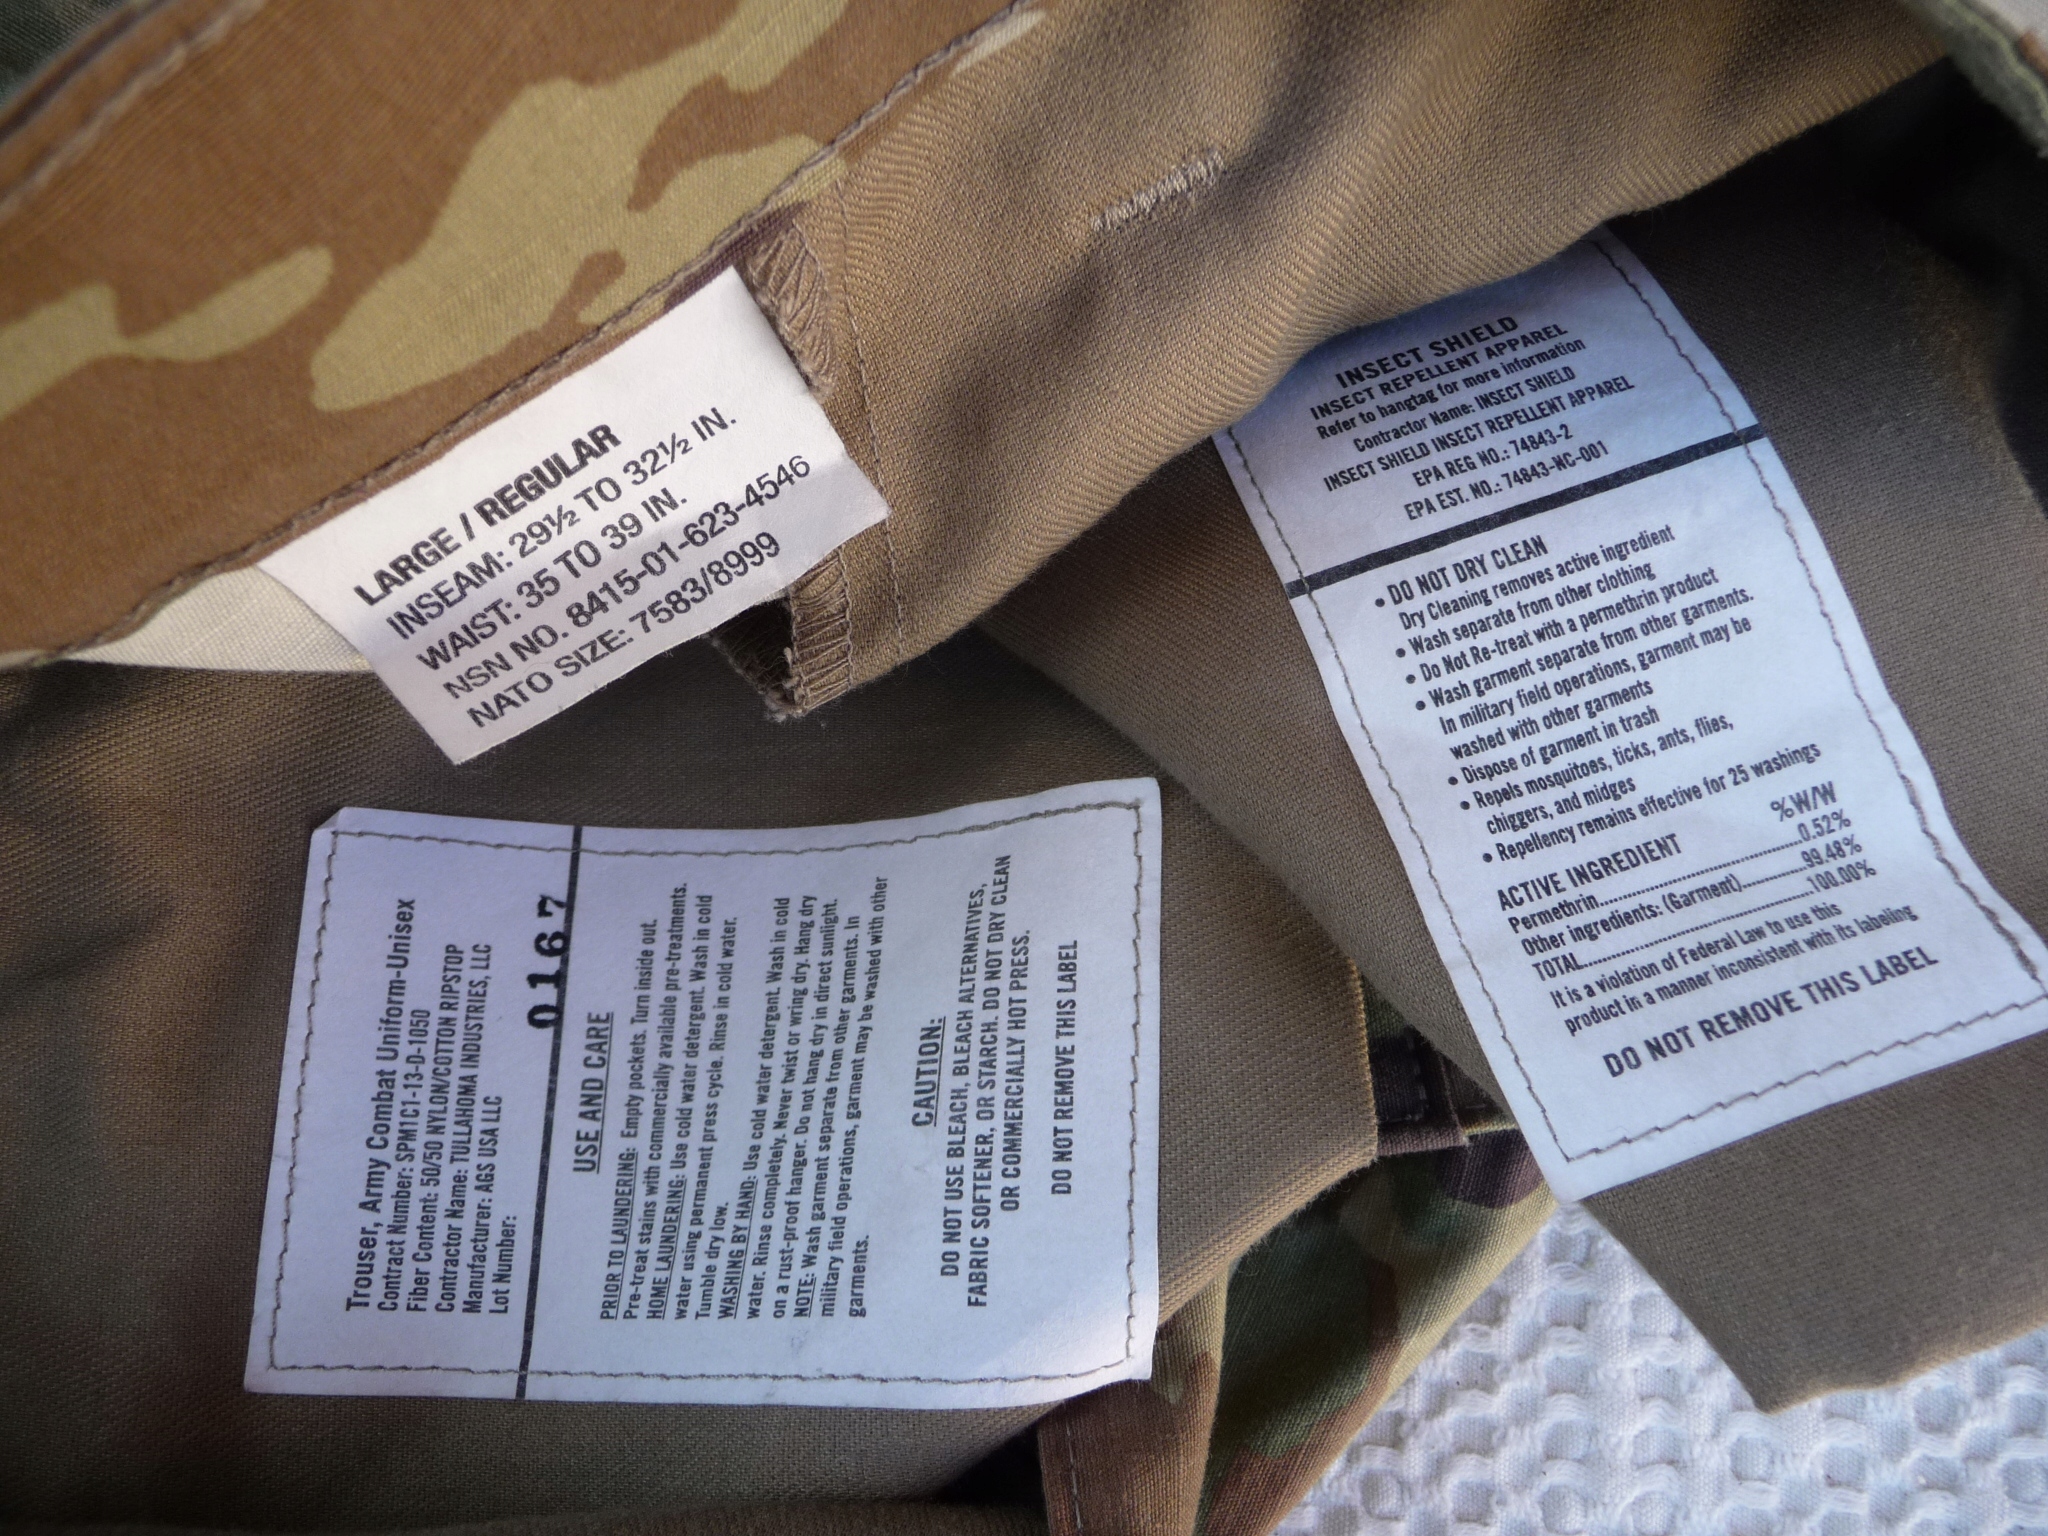 LARGE / REGULAR
INSEAM: 29½ TO 32½ IN.
WAIST: 35 TO 39 IN.
NSN NO. 8415-01-623-4546
NATO SIZE: 7583/8999
INSECT SHIELD
INSECT REPELLENT APPAREL
Refer to hangtag for more information
Contractor Name: INSECT SHIELD
INSECT SHIELD INSECT REPELLENT APPAREL
EPA REG NO.: 74843-2
EPA EST. NO.: 74843-NC-001
• DO NOT DRY CLEAN
Dry Cleaning removes active ingredient
• Wash separate from other clothing
• Do Not Re-treat with a permethrin product
• Wash garment separate from other garments.
In military field operations, garment may be
washed with other garments
• Dispose of garment in trash
• Repels mosquitoes, ticks, ants, flies,
chiggers, and midges
• Repellency remains effective for 25 washings
%W/W
ACTIVE INGREDIENT
Permethrin..........................0.52%
Other ingredients: (Garment)..........99.48%
TOTAL..............................100.00%
It is a violation of Federal Law to use this
product in a manner inconsistent with its labeling
DO NOT REMOVE THIS LABEL
Trouser, Army Combat Uniform-Unisex
Contract Number: SPM1C1-13-D-1050
Fiber Content: 50/50 NYLON/COTTON RIPSTOP
Contractor Name: TULLAHOMA INDUSTRIES, LLC
Manufacturer: AGS USA LLC
Lot Number:
0167
USE AND CARE
PRIOR TO LAUNDERING: Empty pockets. Turn inside out.
Pre-treat stains with commercially available pre-treatments.
HOME LAUNDERING: Use cold water detergent. Wash in cold
water using permanent press cycle. Rinse in cold water.
Tumble dry low.
WASHING BY HAND: Use cold water detergent. Wash in cold
water. Rinse completely. Never twist or wring dry. Hang dry
on a rust-proof hanger. Do not hang dry in direct sunlight.
NOTE: Wash garment separate from other garments. In
military field operations, garment may be washed with other
garments.
CAUTION:
DO NOT USE BLEACH, BLEACH ALTERNATIVES,
FABRIC SOFTENER, OR STARCH. DO NOT DRY CLEAN
OR COMMERCIALLY HOT PRESS.
DO NOT REMOVE THIS LABEL